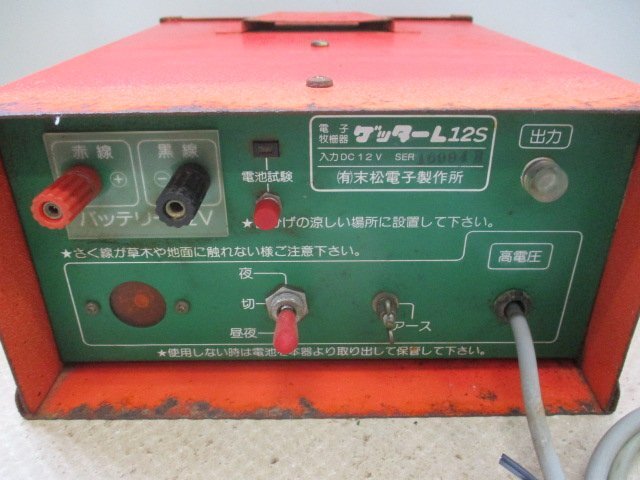 電子牧柵器 ゲッターL12S
入力DC12V SER
(有)末松電子製作所
出力
赤線 黒線
+ −
バッテリー V
電池試験
かげの涼しい場所に設置して下さい。
★さく線が草木や地面に触れない様ご注意下さい。
高電圧
夜
切
昼夜
アース
★使用しない時は電池 本器より取り出して保管して下さい。